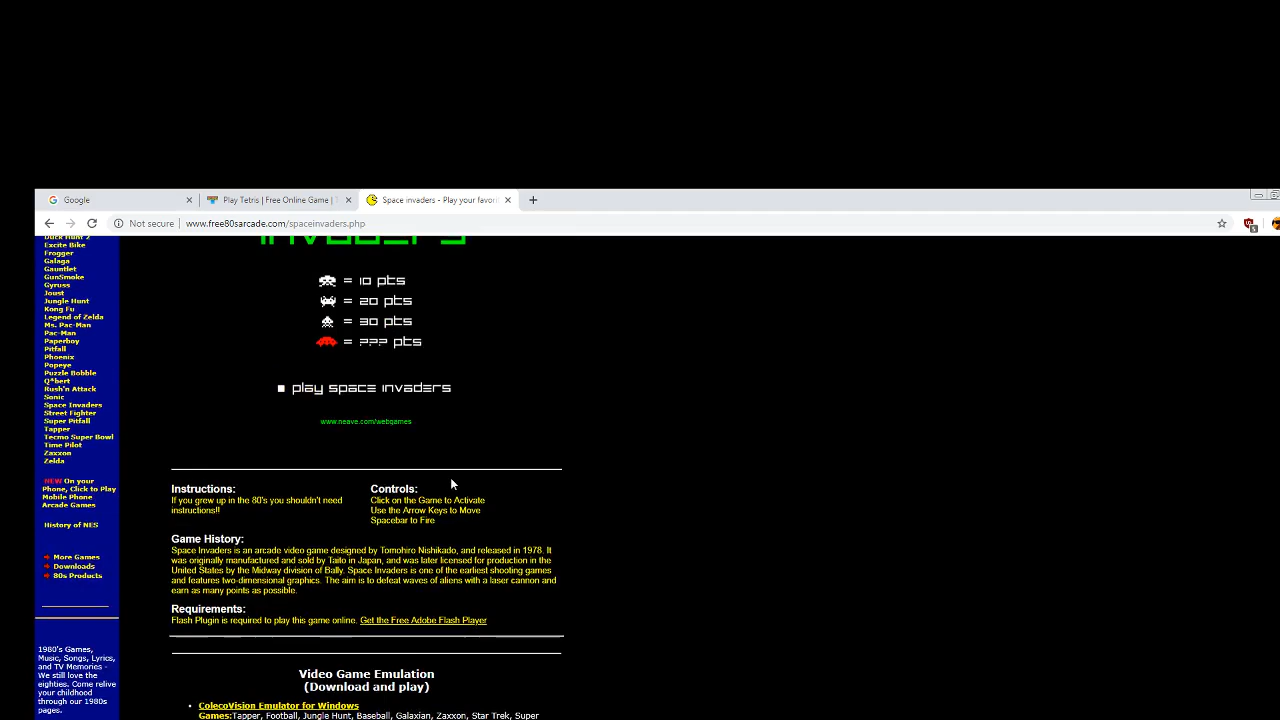 Google
Play Tetris | Free Online Game |
Space invaders - Play your favori
Not secure
www.free80sarcade.com/spaceinvaders.php
Duck Hunt 2
Excite Bike
Frogger
Galaga
Gauntlet
GunSmoke
Gyruss
Joust
Jungle Hunt
Kong Fu
Legend of Zelda
Ms. Pac-Man
Pac-Man
Paperboy
Pitfall
Phoenix
Popeye
Puzzle Bobble
Q*bert
Rush'n Attack
Sonic
Space Invaders
Street Fighter
Super Pitfall
Tapper
Tecmo Super Bowl
Time Pilot
Zaxxon
Zelda
NEW On your
Phone, Click to Play
Mobile Phone
Arcade Games
History of NES
More Games
Downloads
80s Products
1980's Games,
Music, Songs, Lyrics,
and TV Memories -
We still love the
eighties. Come relive
your childhood
through our 1980s
pages.
invaders
= 10 pts
= 20 pts
= 30 pts
= ??? pts
play space invaders
www.neave.com/webgames
Instructions:
If you grew up in the 80's you shouldn't need
instructions!!
Controls:
Click on the Game to Activate
Use the Arrow Keys to Move
Spacebar to Fire
Game History:
Space Invaders is an arcade video game designed by Tomohiro Nishikado, and released in 1978. It
was originally manufactured and sold by Taito in Japan, and was later licensed for production in the
United States by the Midway division of Bally. Space Invaders is one of the earliest shooting games
and features two-dimensional graphics. The aim is to defeat waves of aliens with a laser cannon and
earn as many points as possible.
Requirements:
Flash Plugin is required to play this game online. Get the Free Adobe Flash Player
Video Game Emulation
(Download and play)
ColecoVision Emulator for Windows
Games:Tapper, Football, Jungle Hunt, Baseball, Galaxian, Zaxxon, Star Trek, Super